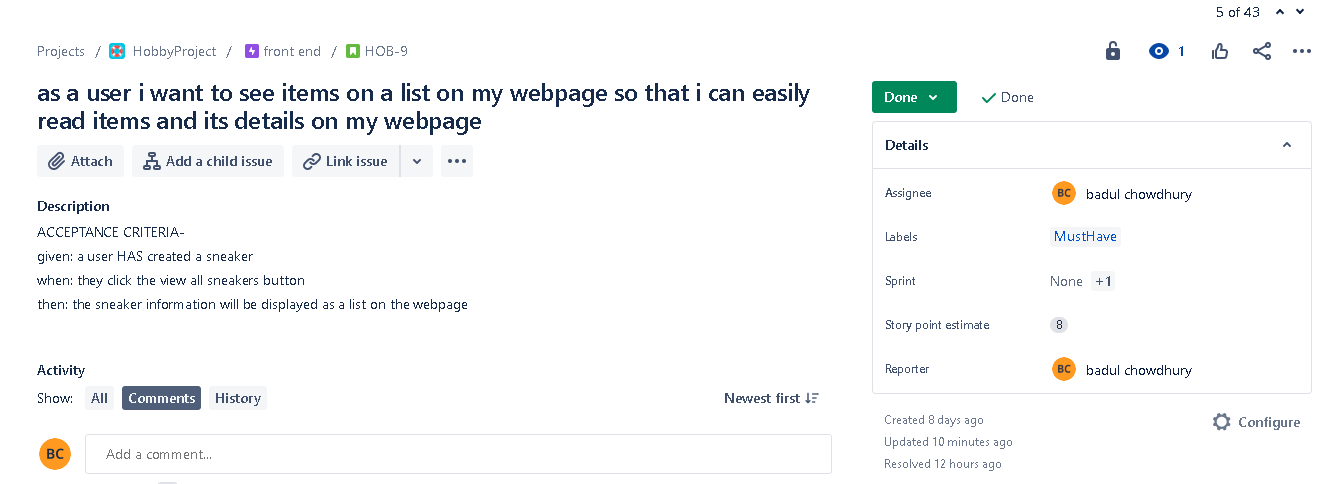 5 of 43
Projects / HobbyProject / front end / HOB-9
1
as a user i want to see items on a list on my webpage so that i can easily
read items and its details on my webpage
Attach
Add a child issue
Link issue
Description
ACCEPTANCE CRITERIA-
given: a user HAS created a sneaker
when: they click the view all sneakers button
then: the sneaker information will be displayed as a list on the webpage
Activity
Show: All Comments History
Newest first
BC
Add a comment...
Done
Done
Details
Assignee BC badul chowdhury
Labels MustHave
Sprint None +1
Story point estimate 8
Reporter BC badul chowdhury
Created 8 days ago
Configure
Updated 10 minutes ago
Resolved 12 hours ago